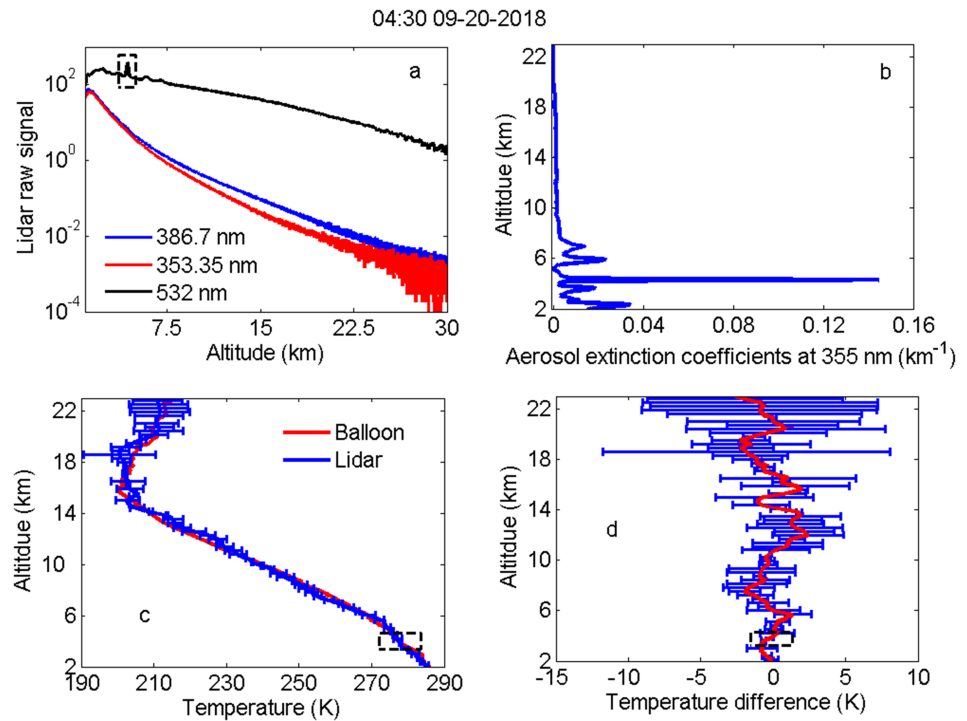 04:30 09-20-2018
a
Lidar raw signal
10^2
10^0
10^-2
10^-4
386.7 nm
353.35 nm
532 nm
7.5
15
22.5
30
Altitude (km)
b
Altitdue (km)
22
18
14
10
6
2
0
0.04
0.08
0.12
0.16
Aerosol extinction coefficients at 355 nm (km^-1)
c
Altitdue (km)
22
18
14
10
6
2
Balloon
Lidar
190
210
230
250
270
290
Temperature (K)
d
Altitdue (km)
22
18
14
10
6
2
-15
-10
-5
0
5
10
Temperature difference (K)